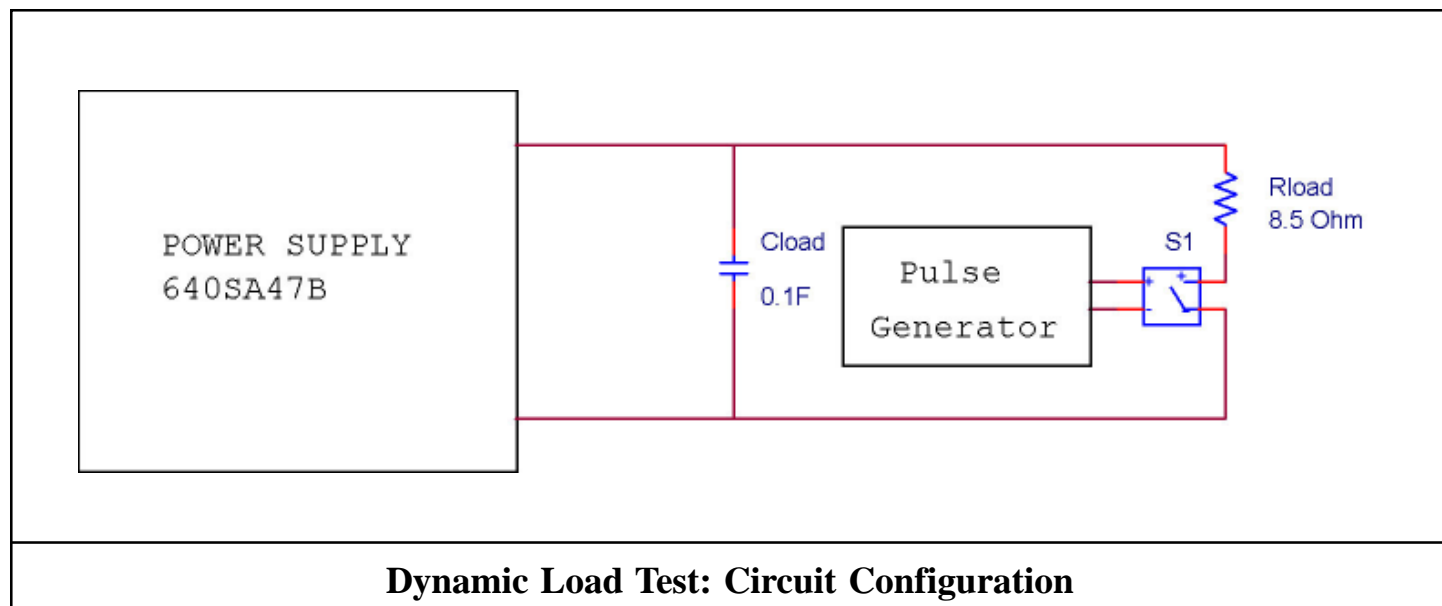 POWER SUPPLY
640SA47B
Cload
0.1F
Pulse
Generator
S1
+
-
+
Rload
8.5 Ohm
Dynamic Load Test: Circuit Configuration